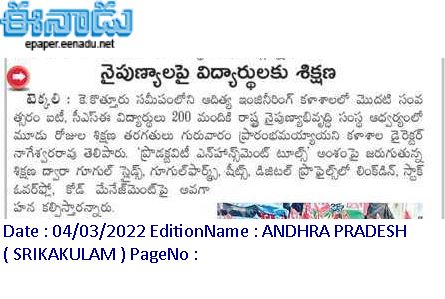 ఈనాడు
epaper.eenadu.net
నైపుణ్యాలపై విద్యార్థులకు శిక్షణ
టెక్కలి : కె.కొత్తూరు సమీపంలోని ఆదిత్య ఇంజినీరింగ్ కళాశాలలో మొదటి సంవ
త్సరం ఐటీ, సీఎస్ఈ విద్యార్థులు 200 మందికి రాష్ట్ర నైపుణ్యాభివృద్ధి సంస్థ ఆధ్వర్యంలో
మూడు రోజుల శిక్షణ తరగతులు గురువారం ప్రారంభమయ్యాయని కళాశాల డైరెక్టర్
నాగేశ్వరరావు తెలిపారు. 'ప్రొడక్టవిటీ ఎన్‌హాన్స్‌మెంట్ టూల్స్' అంశంపై జరుగుతున్న
శిక్షణ ద్వారా గూగుల్ స్లైడ్స్, గూగుల్‌ఫార్మ్స్, షీట్స్, డిజిటల్ ప్రొఫైల్స్‌లో లింక్‌డిన్, స్టాక్
ఓవర్‌ఫ్లో, కోడ్ మేనేజ్‌మెంట్‌పై అవగా
హన కల్పిస్తారన్నారు.
Date : 04/03/2022 EditionName : ANDHRA PRADESH
( SRIKAKULAM ) PageNo :